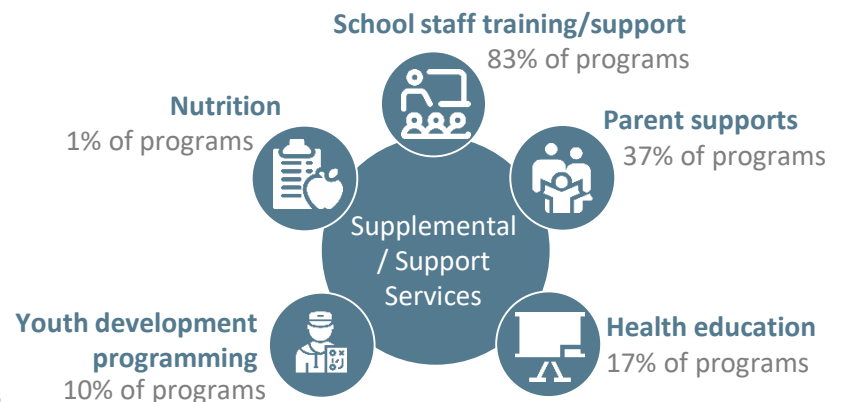 School staff training/support
83% of programs
Nutrition
1% of programs
Parent supports
37% of programs
Supplemental
/ Support
Services
Youth development
programming
10% of programs
Health education
17% of programs